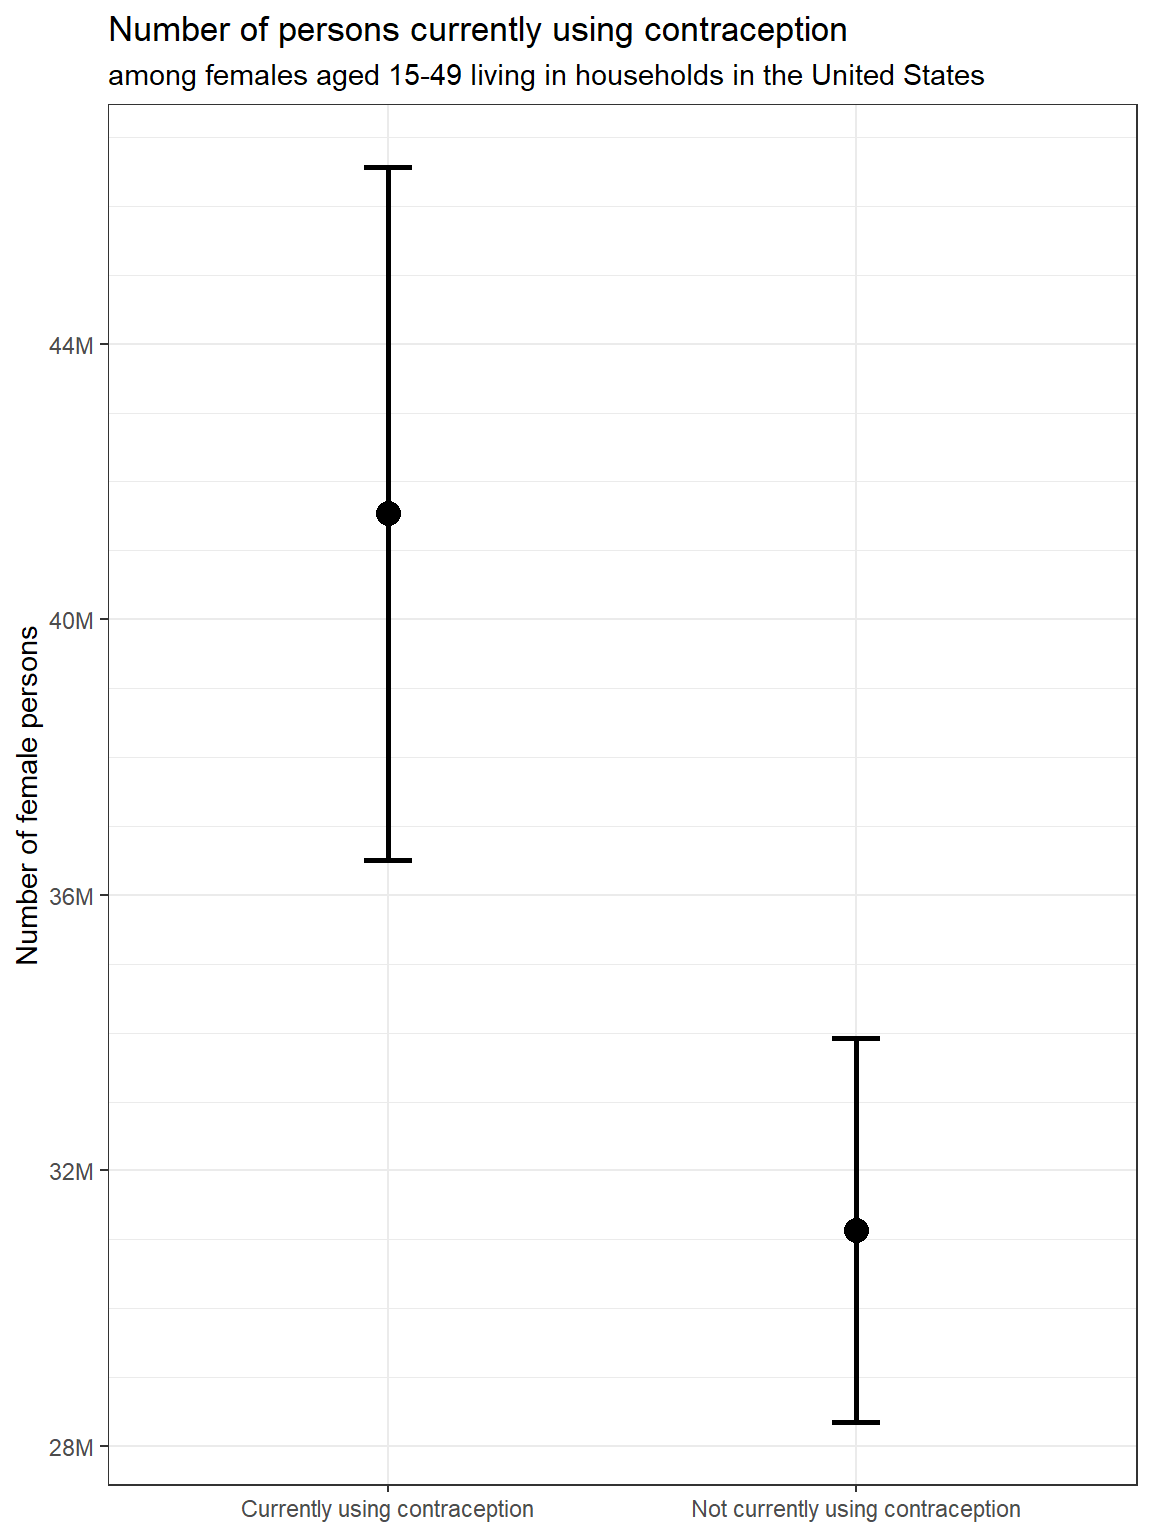 Number of persons currently using contraception
among females aged 15-49 living in households in the United States
Number of female persons
44M
40M
36M
32M
28M
Currently using contraception
Not currently using contraception